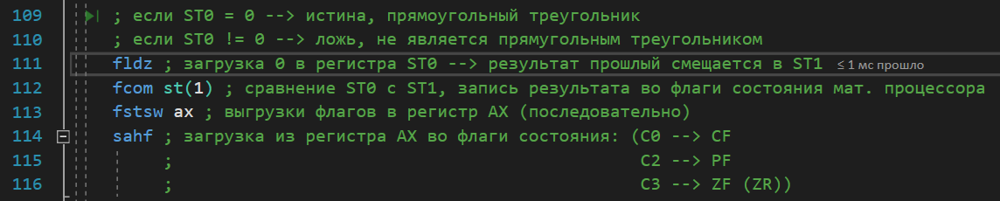 109 ; если ST0 = 0 --> истина, прямоугольный треугольник
110 ; если ST0 != 0 --> ложь, не является прямугольным треугольником
111 fldz ; загрузка 0 в регистра ST0 --> результат прошлый смещается в ST1 ≤ 1 мс прошло
112 fcom st(1) ; сравнение ST0 с ST1, запись результата во флаги состояния мат. процессора
113 fstsw ax ; выгрузки флагов в регистр AX (последовательно)
114 sahf ; загрузка из регистра AX во флаги состояния: (C0 --> CF
115 ; C2 --> PF
116 ; C3 --> ZF (ZR))